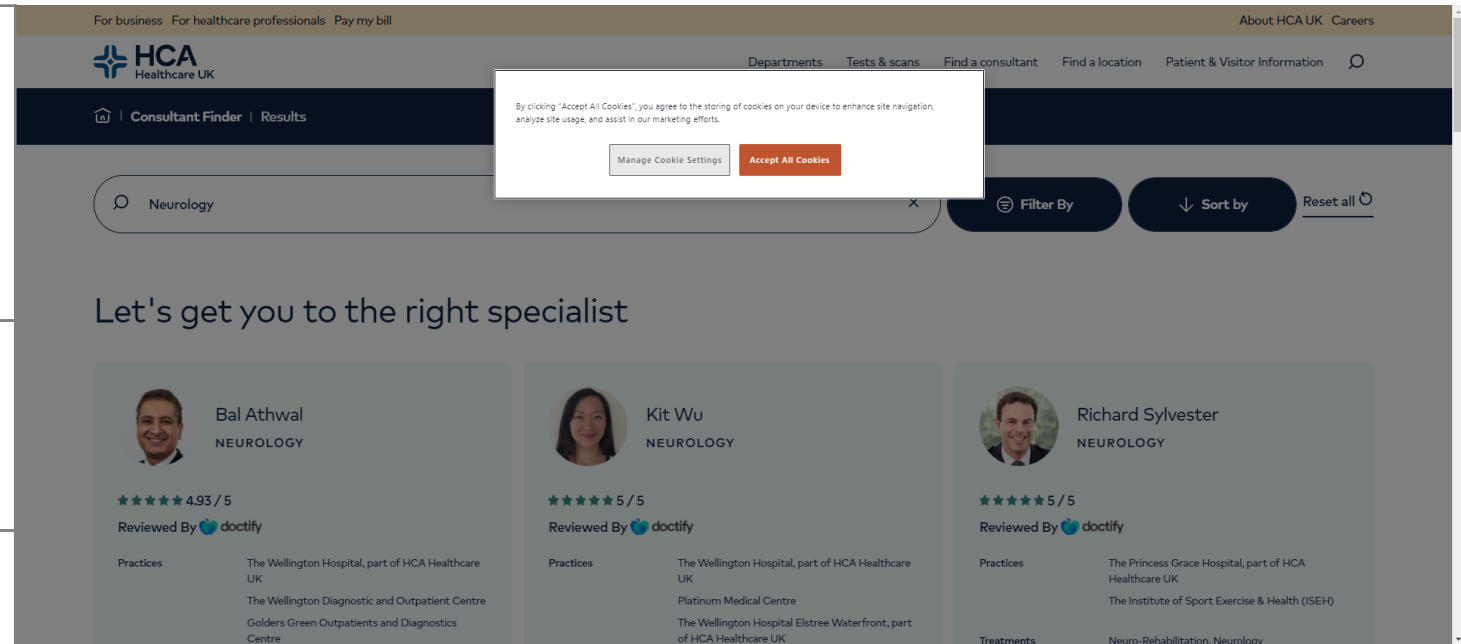 For business For healthcare professionals Pay my bill
About HCA UK Careers
HCA
Healthcare UK
Departments Tests & scans Find a consultant Find a location Patient & Visitor Information
By clicking "Accept All Cookies", you agree to the storing of cookies on your device to enhance site navigation,
analyze site usage, and assist in our marketing efforts.
Manage Cookie Settings
Accept All Cookies
Consultant Finder | Results
Neurology
Filter By
Sort by
Reset all
Let's get you to the right specialist
Bal Athwal
NEUROLOGY
4.93 / 5
Reviewed By doctify
Practices
The Wellington Hospital, part of HCA Healthcare
UK
The Wellington Diagnostic and Outpatient Centre
Golders Green Outpatients and Diagnostics
Centre
Kit Wu
NEUROLOGY
5 / 5
Reviewed By doctify
Practices
The Wellington Hospital, part of HCA Healthcare
UK
Platinum Medical Centre
The Wellington Hospital Elstree Waterfront, part
of HCA Healthcare UK
Richard Sylvester
NEUROLOGY
5 / 5
Reviewed By doctify
Practices
The Princess Grace Hospital, part of HCA
Healthcare UK
The Institute of Sport Exercise & Health (ISEH)
Treatments
Neuro-Rehabilitation, Neurology